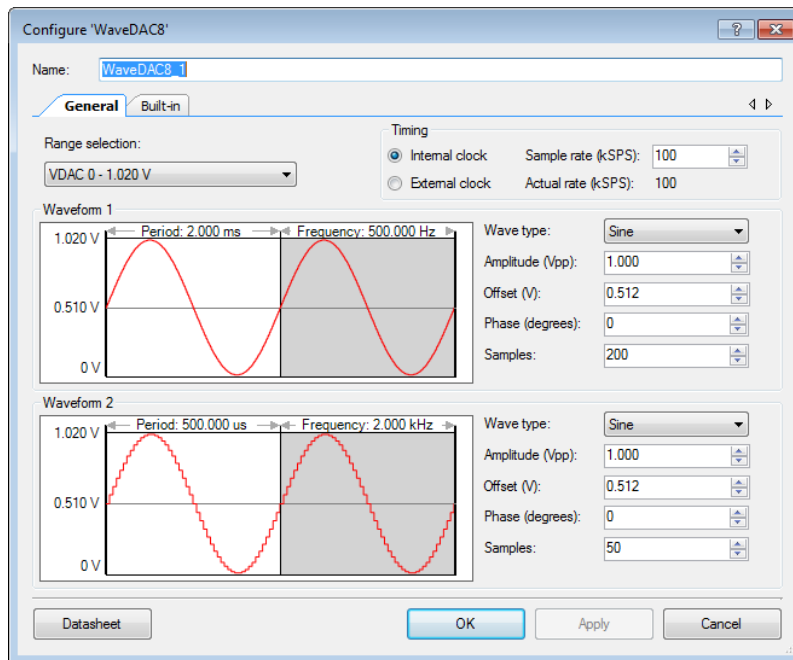 Configure 'WaveDAC8'
Name: WaveDAC8_1
General Built-in
Range selection:
VDAC 0 - 1.020 V
Timing
Internal clock Sample rate (kSPS): 100
External clock Actual rate (kSPS): 100
Waveform 1
Period: 2.000 ms Frequency: 500.000 Hz
1.020 V
0.510 V
0 V
Wave type: Sine
Amplitude (Vpp): 1.000
Offset (V): 0.512
Phase (degrees): 0
Samples: 200
Waveform 2
Period: 500.000 us Frequency: 2.000 kHz
1.020 V
0.510 V
0 V
Wave type: Sine
Amplitude (Vpp): 1.000
Offset (V): 0.512
Phase (degrees): 0
Samples: 50
Datasheet OK Apply Cancel